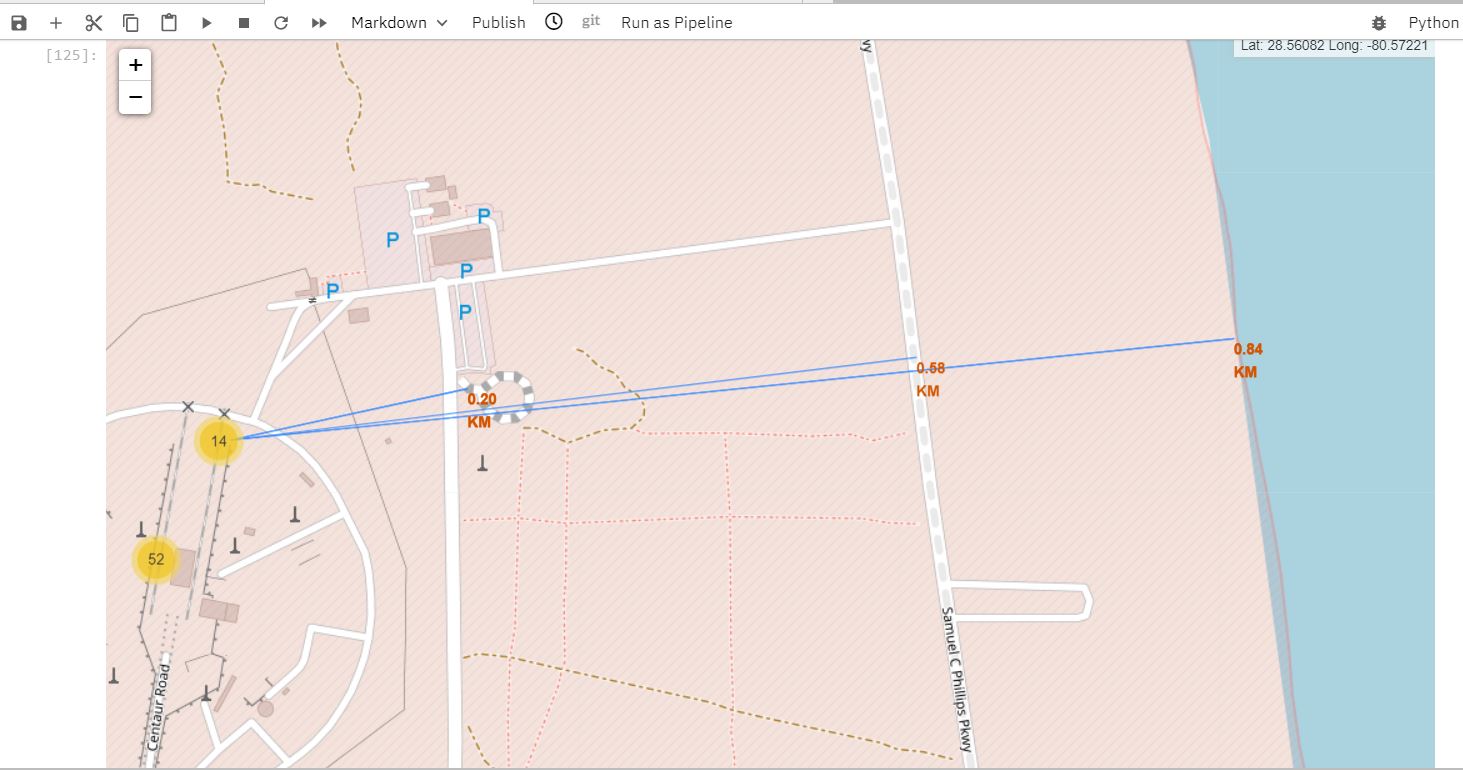 Markdown Publish git Run as Pipeline Python
[125]:
+
−
Lat: 28.56082 Long: -80.57221
P
P
P
P
P
0.84
KM
0.58
KM
0.20
KM
14
52
Samuel C Phillips Pkwy
Centaur Road